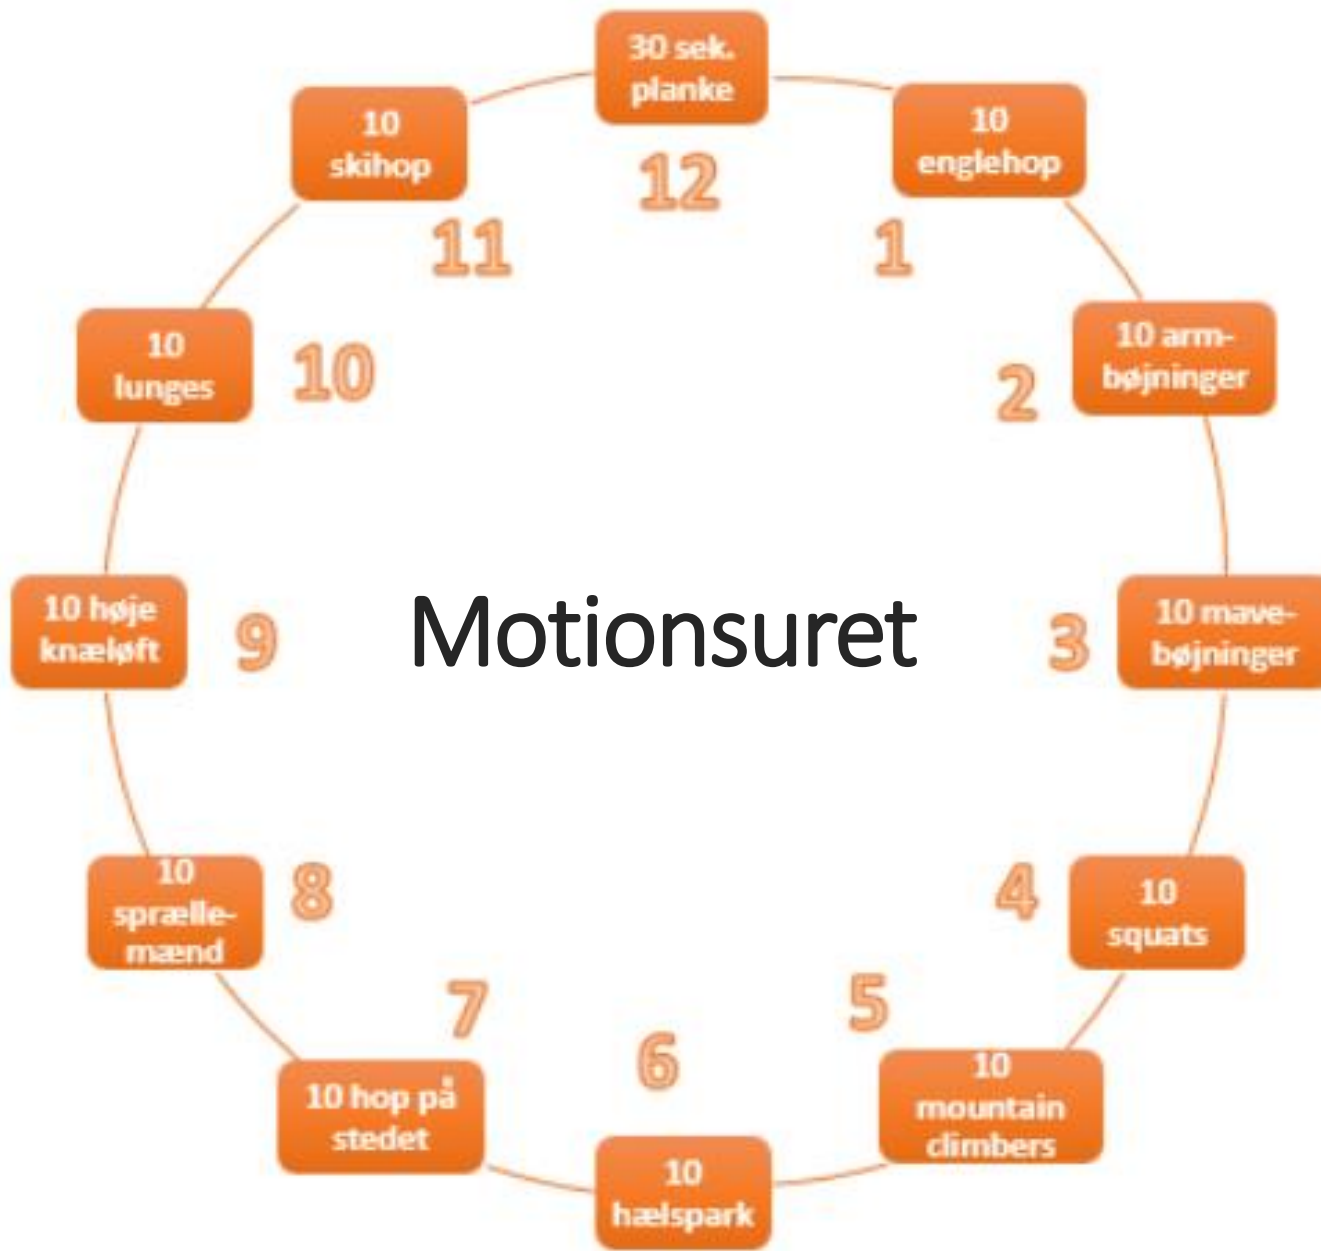 30 sek.
planke
12
10
englehop
1
10 arm-
bøjninger
2
10 mave-
bøjninger
3
10
squats
4
10
mountain
climbers
5
10
hælspark
6
10 hop på
stedet
7
10
sprælle-
mænd
8
10 høje
knæløft
9
10
lunges
10
10
skihop
11
Motionsuret